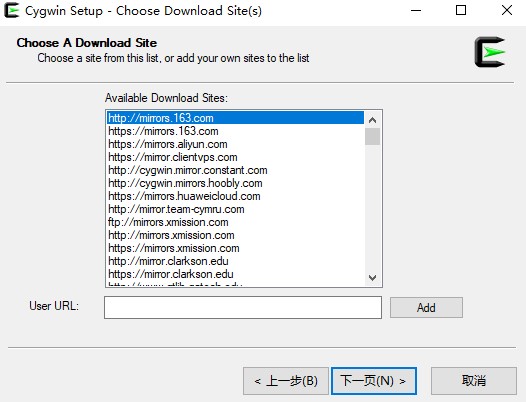 Cygwin Setup - Choose Download Site(s)
Choose A Download Site
Choose a site from this list, or add your own sites to the list
Available Download Sites:
http://mirrors.163.com
https://mirrors.163.com
https://mirrors.aliyun.com
https://mirror.clientvps.com
http://cygwin.mirror.constant.com
http://cygwin.mirrors.hoobly.com
https://mirrors.huaweicloud.com
http://mirror.team-cymru.com
ftp://mirrors.xmission.com
http://mirrors.xmission.com
https://mirrors.xmission.com
http://mirror.clarkson.edu
https://mirror.clarkson.edu
User URL:
Add
< 上一步(B)
下一页(N) >
取消